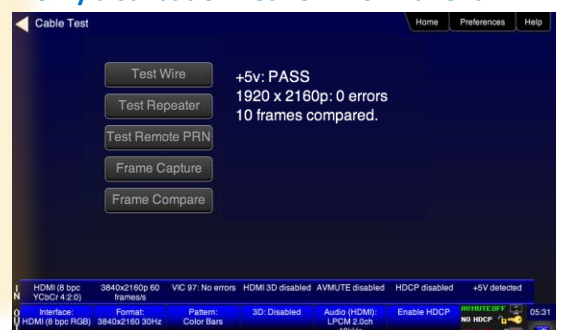 Cable Test
Home
Preferences
Help
Test Wire
Test Repeater
Test Remote PRN
Frame Capture
Frame Compare
+5v: PASS
1920 x 2160p: 0 errors
10 frames compared.
IN
HDMI (8 bpc
YCbCr 4:2:0)
3840x2160p 60
frames/s
VIC 97: No errors
HDMI 3D disabled
AVMUTE disabled
HDCP disabled
+5V detected
OUT
Interface:
HDMI (8 bpc RGB)
Format:
3840x2160 30Hz
Pattern:
Color Bars
3D: Disabled
Audio (HDMI):
LPCM 2.0ch
Enable HDCP
AVMUTE OFF
NO HDCP
05:31